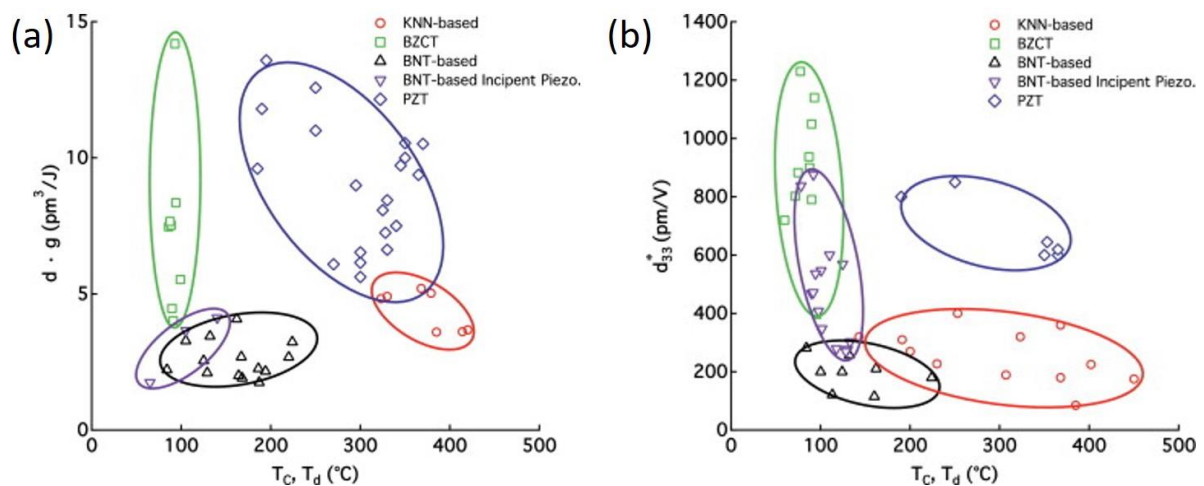 (a)
15
10
5
0
d · g (pm³/J)
KNN-based
BZCT
BNT-based
BNT-based Incipent Piezo.
PZT
0 100 200 300 400 500
T_C, T_d (°C)
(b)
1400
1200
1000
800
600
400
200
0
d*₃₃ (pm/V)
KNN-based
BZCT
BNT-based
BNT-based Incipent Piezo.
PZT
0 100 200 300 400 500
T_C, T_d (°C)